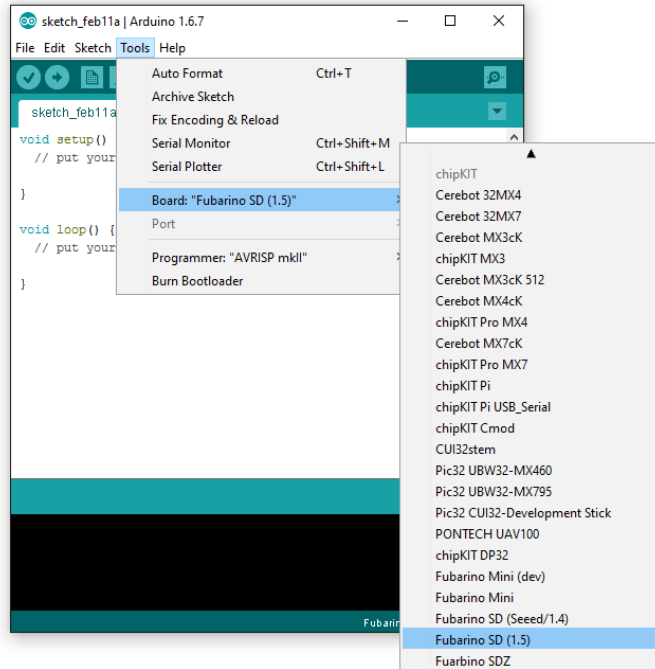 sketch_feb11a | Arduino 1.6.7
File Edit Sketch Tools Help
sketch_feb11a
void setup()
// put your
}
void loop() {
// put your
}
Auto Format Ctrl+T
Archive Sketch
Fix Encoding & Reload
Serial Monitor Ctrl+Shift+M
Serial Plotter Ctrl+Shift+L
Board: "Fubarino SD (1.5)"
Port
Programmer: "AVRISP mkII"
Burn Bootloader
chipKIT
Cerebot 32MX4
Cerebot 32MX7
Cerebot MX3cK
chipKIT MX3
Cerebot MX3cK 512
Cerebot MX4cK
chipKIT Pro MX4
Cerebot MX7cK
chipKIT Pro MX7
chipKIT Pi
chipKIT Pi USB_Serial
chipKIT Cmod
CUI32stem
Pic32 UBW32-MX460
Pic32 UBW32-MX795
Pic32 CUI32-Development Stick
PONTECH UAV100
chipKIT DP32
Fubarino Mini (dev)
Fubarino Mini
Fubarino SD (Seeed/1.4)
Fubarino SD (1.5)
Fuarbino SDZ
Fubarin